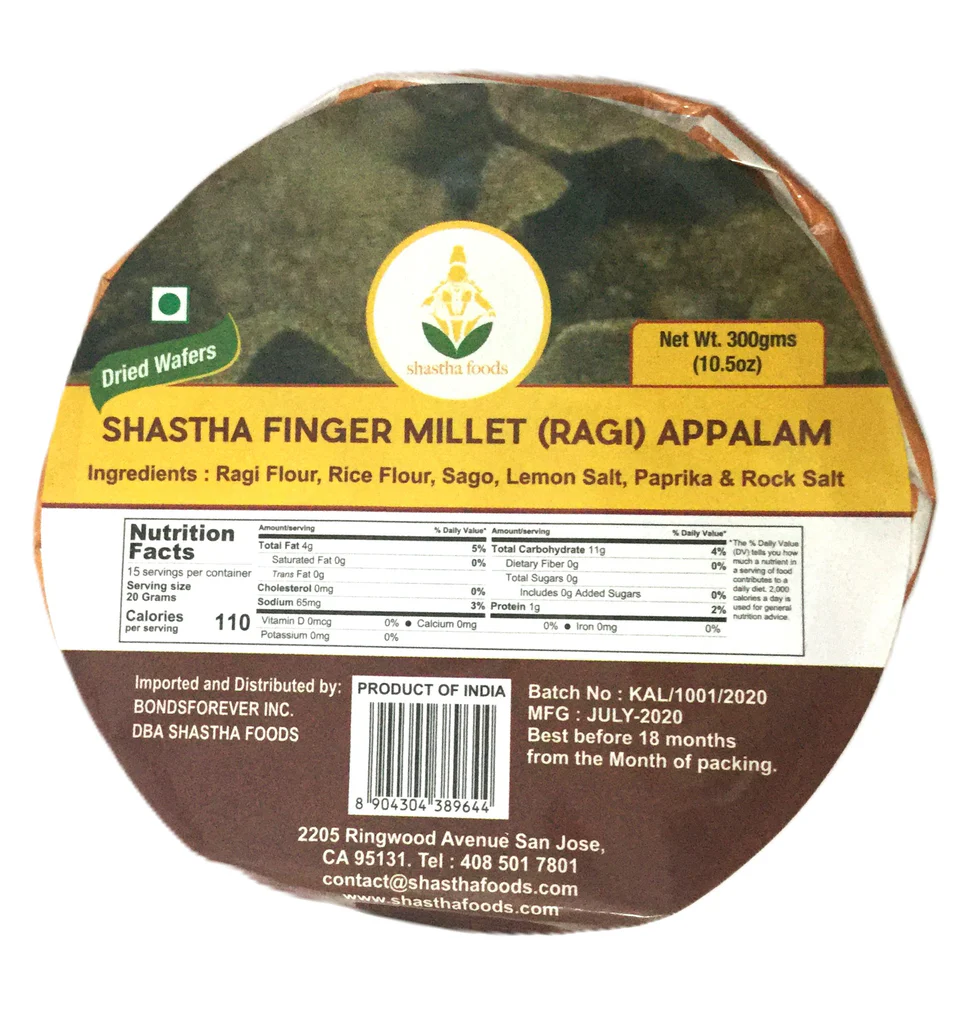 shastha foods
Dried Wafers
Net Wt. 300gms
(10.5oz)
SHASTHA FINGER MILLET (RAGI) APPALAM
Ingredients : Ragi Flour, Rice Flour, Sago, Lemon Salt, Paprika & Rock Salt
Nutrition
Facts
15 servings per container
Serving size
20 Grams
Calories
per serving 110
Amount/serving % Daily Value*
Total Fat 4g 5%
Saturated Fat 0g 0%
Trans Fat 0g
Cholesterol 0mg 0%
Sodium 65mg 3%
Amount/serving % Daily Value*
Total Carbohydrate 11g 4%
Dietary Fiber 0g 0%
Total Sugars 0g
Includes 0g Added Sugars 0%
Protein 1g 2%
Vitamin D 0mcg 0% • Calcium 0mg 0% • Iron 0mg 0%
Potassium 0mg 0%
*The % Daily Value
(DV) tells you how
much a nutrient in
a serving of food
contributes to a
daily diet. 2,000
calories a day is
used for general
nutrition advice.
Imported and Distributed by:
BONDSFOREVER INC.
DBA SHASTHA FOODS
PRODUCT OF INDIA
8 904304 389644
Batch No : KAL/1001/2020
MFG : JULY-2020
Best before 18 months
from the Month of packing.
2205 Ringwood Avenue San Jose,
CA 95131. Tel : 408 501 7801
contact@shasthafoods.com
www.shasthafoods.com